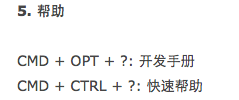 5. 帮助
CMD + OPT + ?: 开发手册
CMD + CTRL + ?: 快速帮助